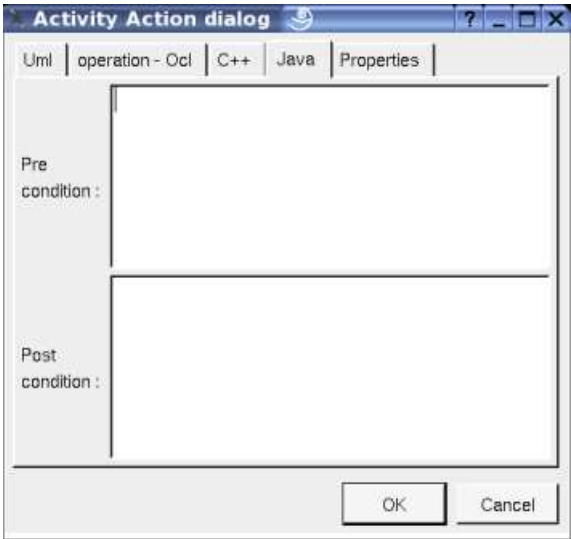 Activity Action dialog
?
Uml operation - Ocl C++ Java Properties
Pre
condition :
Post
condition :
OK Cancel